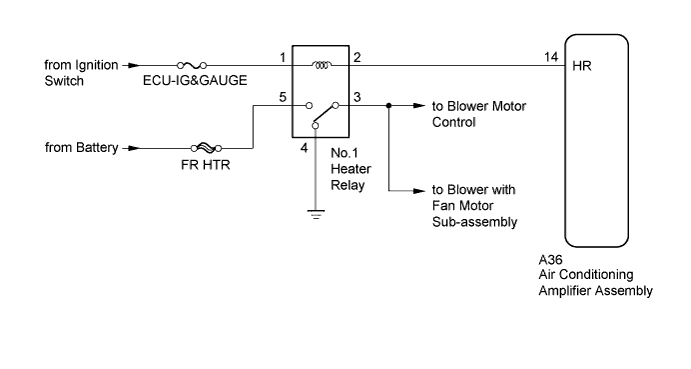 from Ignition
Switch
ECU-IG&GAUGE
1
2
14
HR
5
3
to Blower Motor
Control
from Battery
FR HTR
4
No.1
Heater
Relay
to Blower with
Fan Motor
Sub-assembly
A36
Air Conditioning
Amplifier Assembly